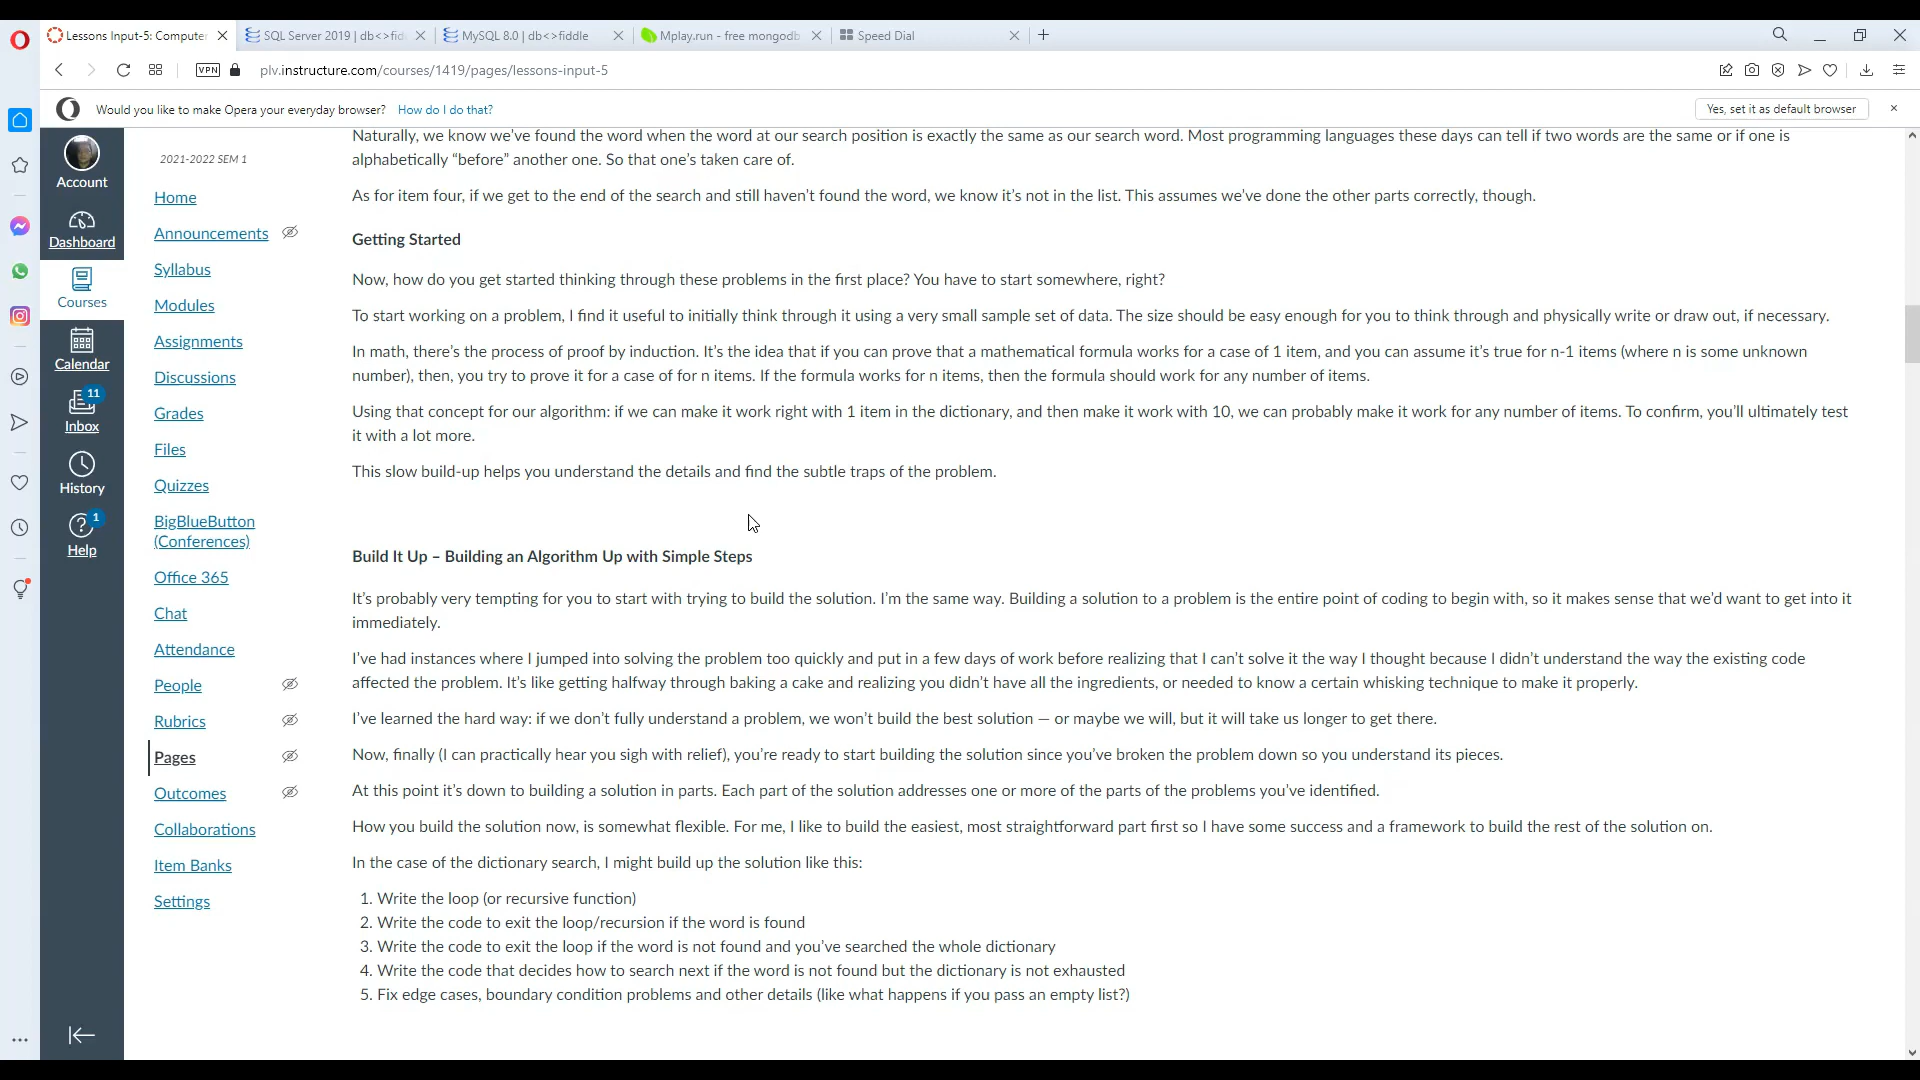 Lessons Input-5: Computer
SQL Server 2019 | db<>fid
MySQL 8.0 | db<>fiddle
Mplay.run - free mongodb
Speed Dial
VPN
plv.instructure.com/courses/1419/pages/lessons-input-5
Would you like to make Opera your everyday browser? How do I do that?
Yes, set it as default browser
Account
Dashboard
Courses
Calendar
11
Inbox
History
1
Help
2021-2022 SEM 1
Home
Announcements
Syllabus
Modules
Assignments
Discussions
Grades
Files
Quizzes
BigBlueButton
(Conferences)
Office 365
Chat
Attendance
People
Rubrics
Pages
Outcomes
Collaborations
Item Banks
Settings
Naturally, we know we've found the word when the word at our search position is exactly the same as our search word. Most programming languages these days can tell if two words are the same or if one is
alphabetically “before” another one. So that one's taken care of.
As for item four, if we get to the end of the search and still haven't found the word, we know it's not in the list. This assumes we've done the other parts correctly, though.
Getting Started
Now, how do you get started thinking through these problems in the first place? You have to start somewhere, right?
To start working on a problem, I find it useful to initially think through it using a very small sample set of data. The size should be easy enough for you to think through and physically write or draw out, if necessary.
In math, there's the process of proof by induction. It's the idea that if you can prove that a mathematical formula works for a case of 1 item, and you can assume it's true for n-1 items (where n is some unknown
number), then, you try to prove it for a case of for n items. If the formula works for n items, then the formula should work for any number of items.
Using that concept for our algorithm: if we can make it work right with 1 item in the dictionary, and then make it work with 10, we can probably make it work for any number of items. To confirm, you'll ultimately test
it with a lot more.
This slow build-up helps you understand the details and find the subtle traps of the problem.
Build It Up – Building an Algorithm Up with Simple Steps
It's probably very tempting for you to start with trying to build the solution. I'm the same way. Building a solution to a problem is the entire point of coding to begin with, so it makes sense that we'd want to get into it
immediately.
I've had instances where I jumped into solving the problem too quickly and put in a few days of work before realizing that I can't solve it the way I thought because I didn't understand the way the existing code
affected the problem. It's like getting halfway through baking a cake and realizing you didn't have all the ingredients, or needed to know a certain whisking technique to make it properly.
I've learned the hard way: if we don't fully understand a problem, we won't build the best solution — or maybe we will, but it will take us longer to get there.
Now, finally (I can practically hear you sigh with relief), you're ready to start building the solution since you've broken the problem down so you understand its pieces.
At this point it's down to building a solution in parts. Each part of the solution addresses one or more of the parts of the problems you've identified.
How you build the solution now, is somewhat flexible. For me, I like to build the easiest, most straightforward part first so I have some success and a framework to build the rest of the solution on.
In the case of the dictionary search, I might build up the solution like this:
1. Write the loop (or recursive function)
2. Write the code to exit the loop/recursion if the word is found
3. Write the code to exit the loop if the word is not found and you've searched the whole dictionary
4. Write the code that decides how to search next if the word is not found but the dictionary is not exhausted
5. Fix edge cases, boundary condition problems and other details (like what happens if you pass an empty list?)